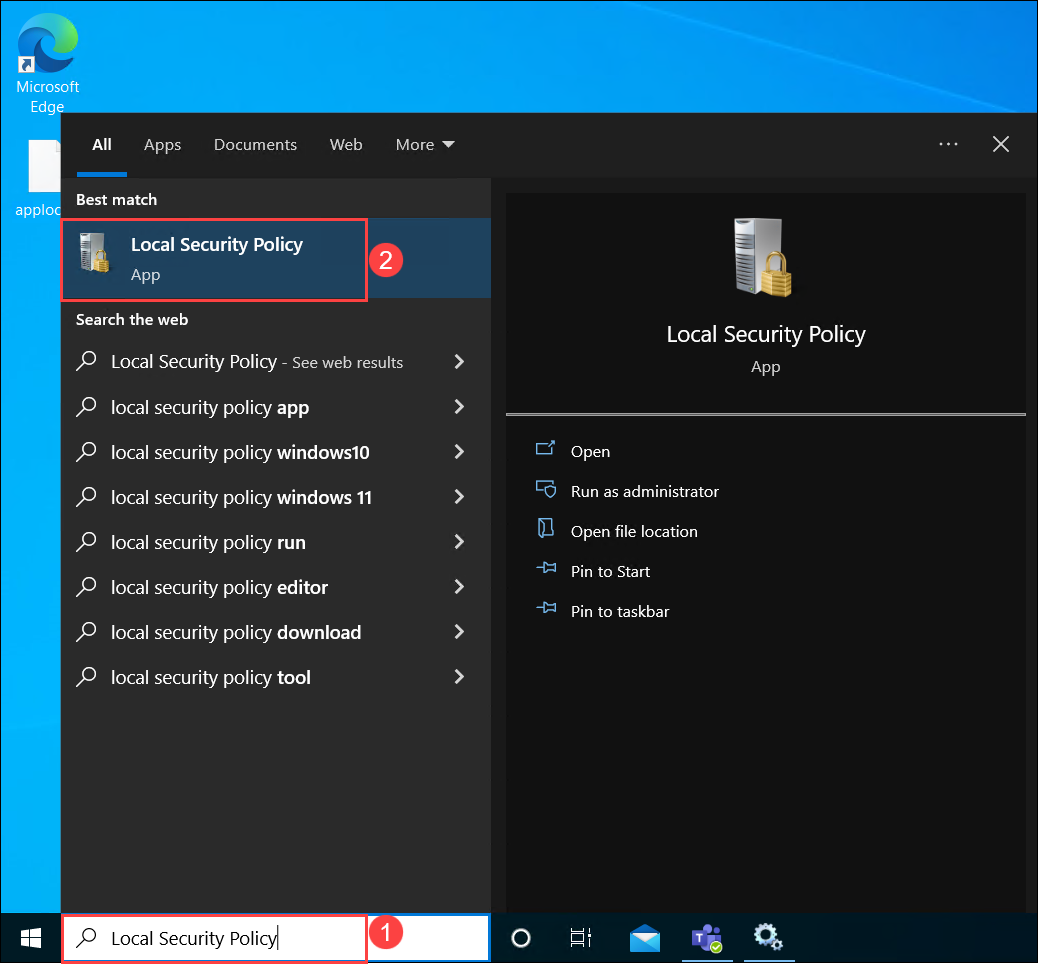 Microsoft
Edge
All
Apps
Documents
Web
More
Best match
Local Security Policy
App
2
Search the web
Local Security Policy - See web results
local security policy app
local security policy windows10
local security policy windows 11
local security policy run
local security policy editor
local security policy download
local security policy tool
Local Security Policy
App
Open
Run as administrator
Open file location
Pin to Start
Pin to taskbar
apploc
Local Security Policy
1
T